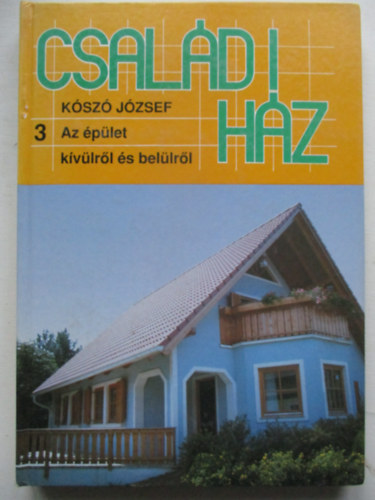 CSALÁDI
KÓSZÓ JÓZSEF
HÁZ
3 Az épület
kívülről és belülről